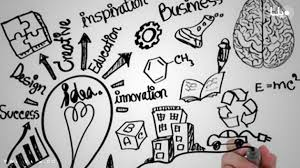 inspiration
Business
Creative
Education
Design
idea.
innovation
Success
CH₃
E=mc²
A
B